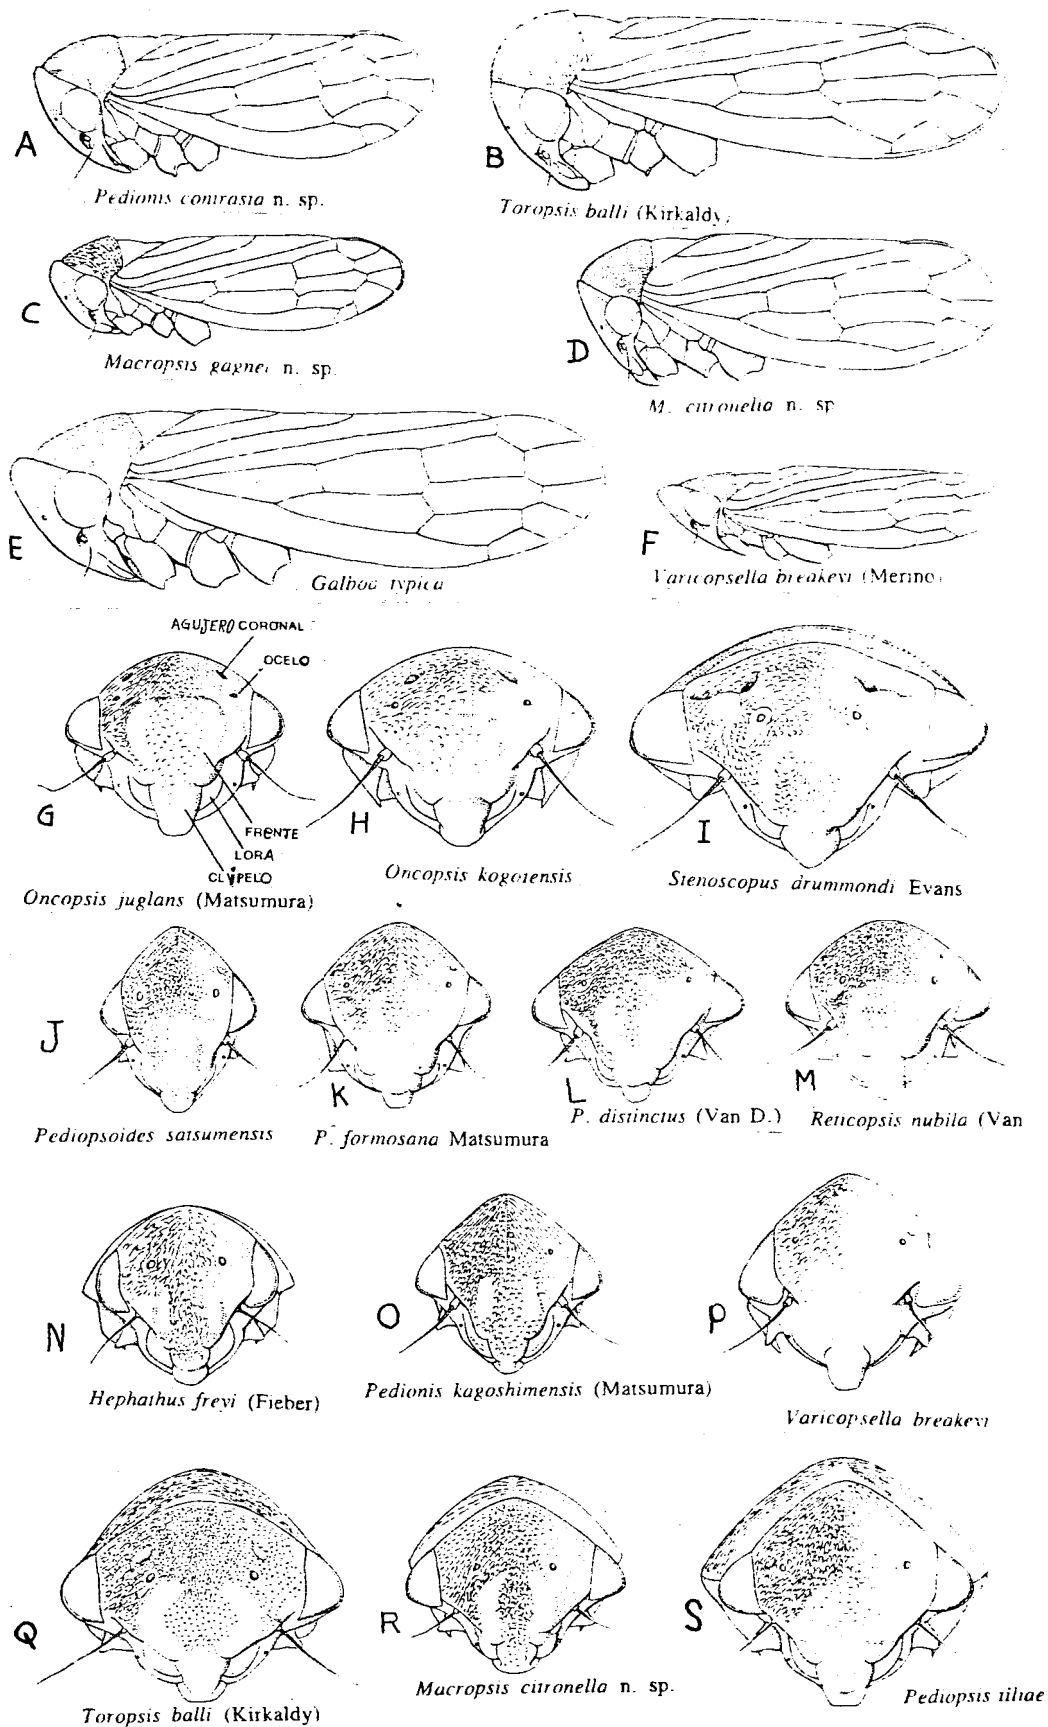 A
Pedionis contrasta n. sp.
B
Toropsis balli (Kirkaldy)
C
Macropsis gagnei n. sp.
D
M. citronella n. sp
E
Galboa typica
F
Varicopsella breakeyi (Merino)
AGUJERO CORONAL
OCELO
G
FRENTE
LORA
CLYPELO
Oncopsis juglans (Matsumura)
H
Oncopsis kogotensis
I
Stenoscopus drummondi Evans
J
Pediopsoides satsumensis
K
P. formosana Matsumura
L
P. distinctus (Van D.)
M
Reticopsis nubila (Van
N
Hephathus freyi (Fieber)
O
Pedionis kagoshimensis (Matsumura)
P
Varicopsella breakeyi
Q
Toropsis balli (Kirkaldy)
R
Macropsis citronella n. sp.
S
Pediopsis tiliae